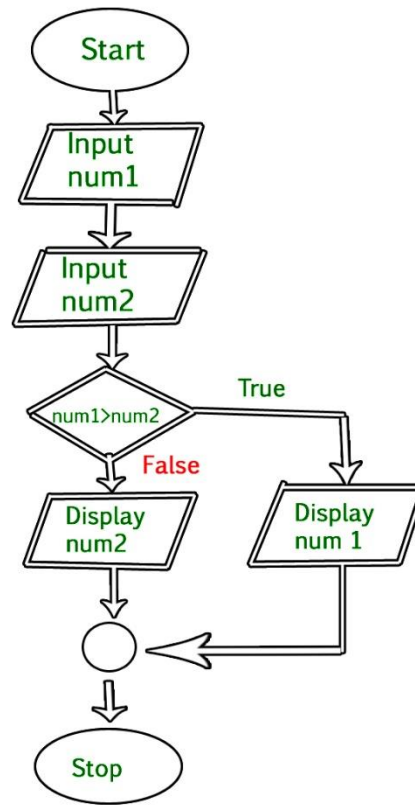 Start
Input
num1
Input
num2
num1>num2
True
False
Display
num2
Display
num 1
Stop